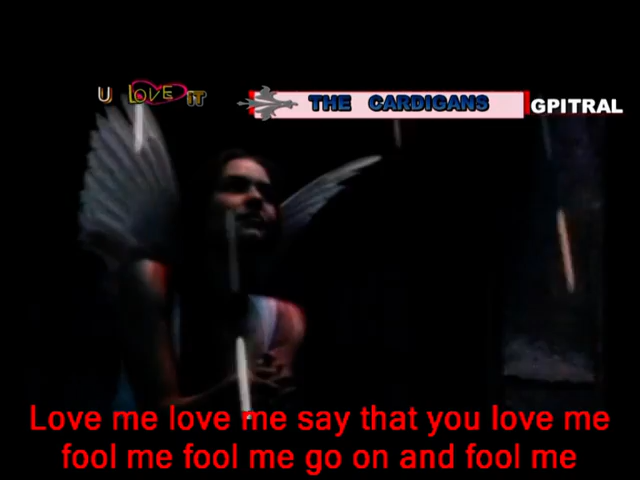 U LOVE IT
THE CARDIGANS
GPITRAL
Love me love me say that you love me
fool me fool me go on and fool me